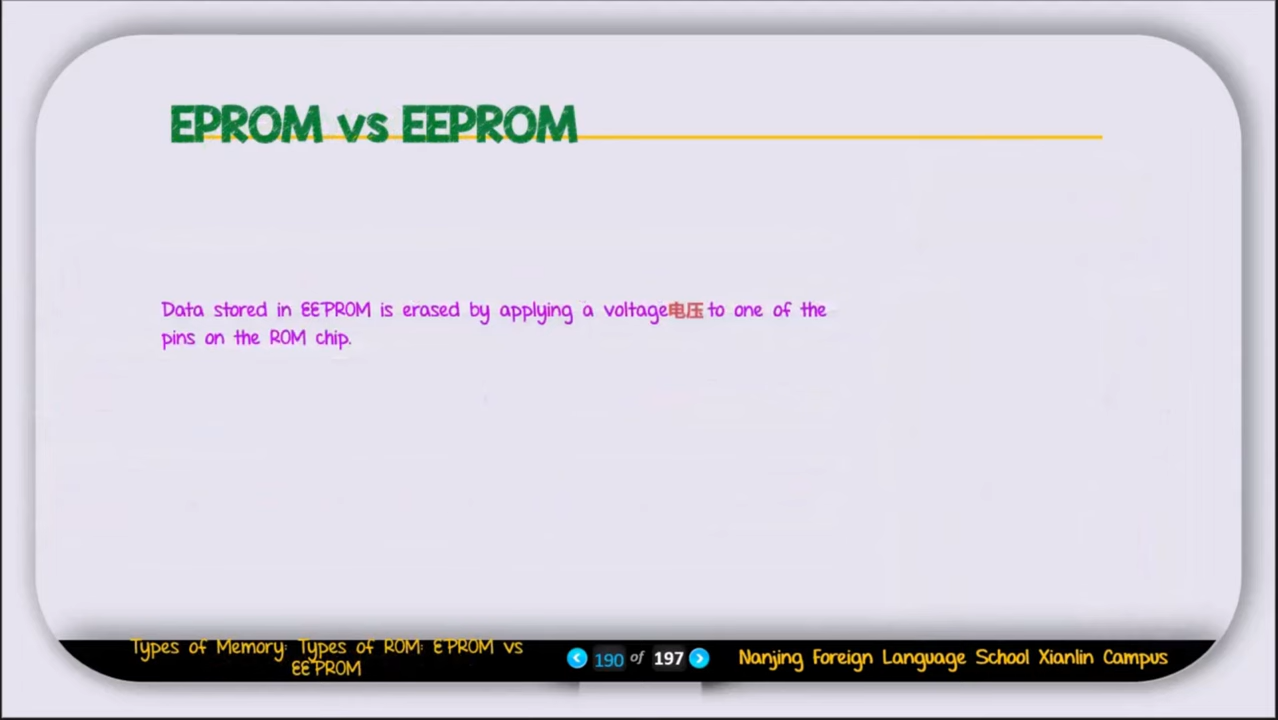 EPROM vs EEPROM
Data stored in EEPROM is erased by applying a voltage电压to one of the
pins on the ROM chip.
Types of Memory: Types of ROM: EPROM vs
EEPROM
190 of 197
Nanjing Foreign Language School Xianlin Campus